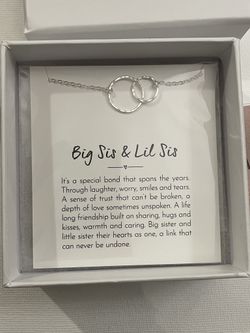 Big Sis & Lil Sis
It's a special bond that spans the years.
Through laughter, worry, smiles and tears.
A sense of trust that can't be broken, a
depth of love sometimes unspoken. A life
long friendship built on sharing, hugs and
kisses, warmth and caring. Big sister and
little sister their hearts as one, a link that
can never be undone.